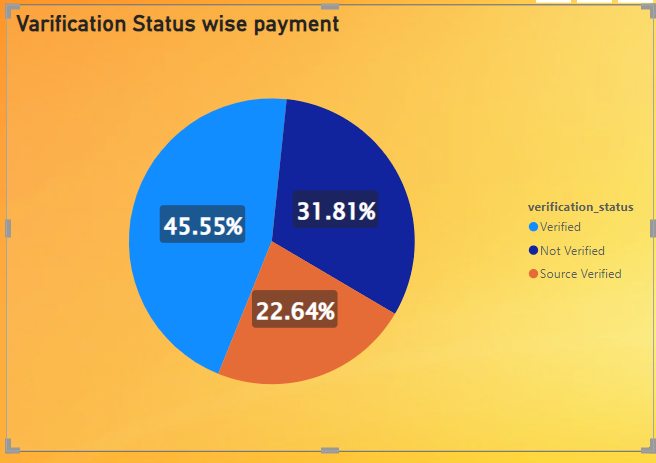 Varification Status wise payment
31.81%
45.55%
22.64%
verification_status
Verified
Not Verified
Source Verified